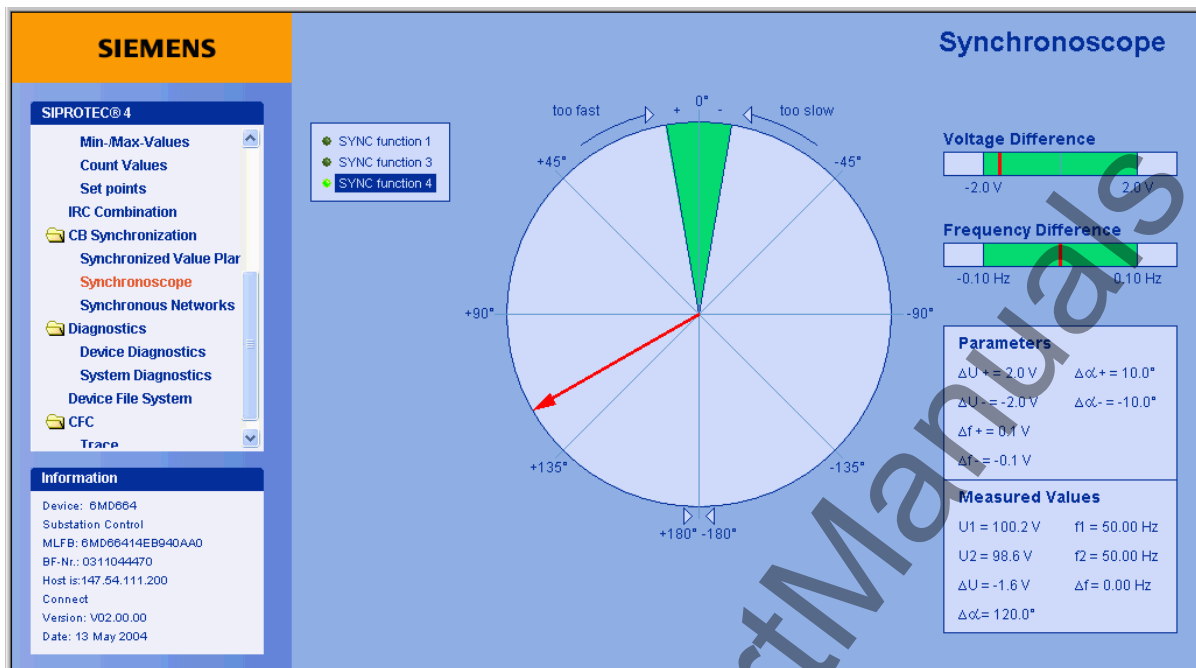 SIEMENS
Synchronoscope
SIPROTEC® 4
Min-/Max-Values
Count Values
Set points
IRC Combination
CB Synchronization
Synchronized Value Plar
Synchronoscope
Synchronous Networks
Diagnostics
Device Diagnostics
System Diagnostics
Device File System
CFC
Trace
Information
Device: 6MD664
Substation Control
MLFB: 6MD66414EB940AA0
BF-Nr.: 0311044470
Host is:147.54.111.200
Connect
Version: V02.00.00
Date: 13 May 2004
SYNC function 1
SYNC function 3
SYNC function 4
too fast + 0° - too slow
+45° -45°
+90° -90°
+135° -135°
+180° -180°
Voltage Difference
-2.0 V 2.0 V
Frequency Difference
-0.10 Hz 0.10 Hz
Parameters
ΔU + = 2.0 V Δα + = 10.0°
ΔU - = -2.0 V Δα - = -10.0°
Δf + = 0.1 V
Δf - = -0.1 V
Measured Values
U1 = 100.2 V f1 = 50.00 Hz
U2 = 98.6 V f2 = 50.00 Hz
ΔU = -1.6 V Δf = 0.00 Hz
Δα = 120.0°
rtManuals